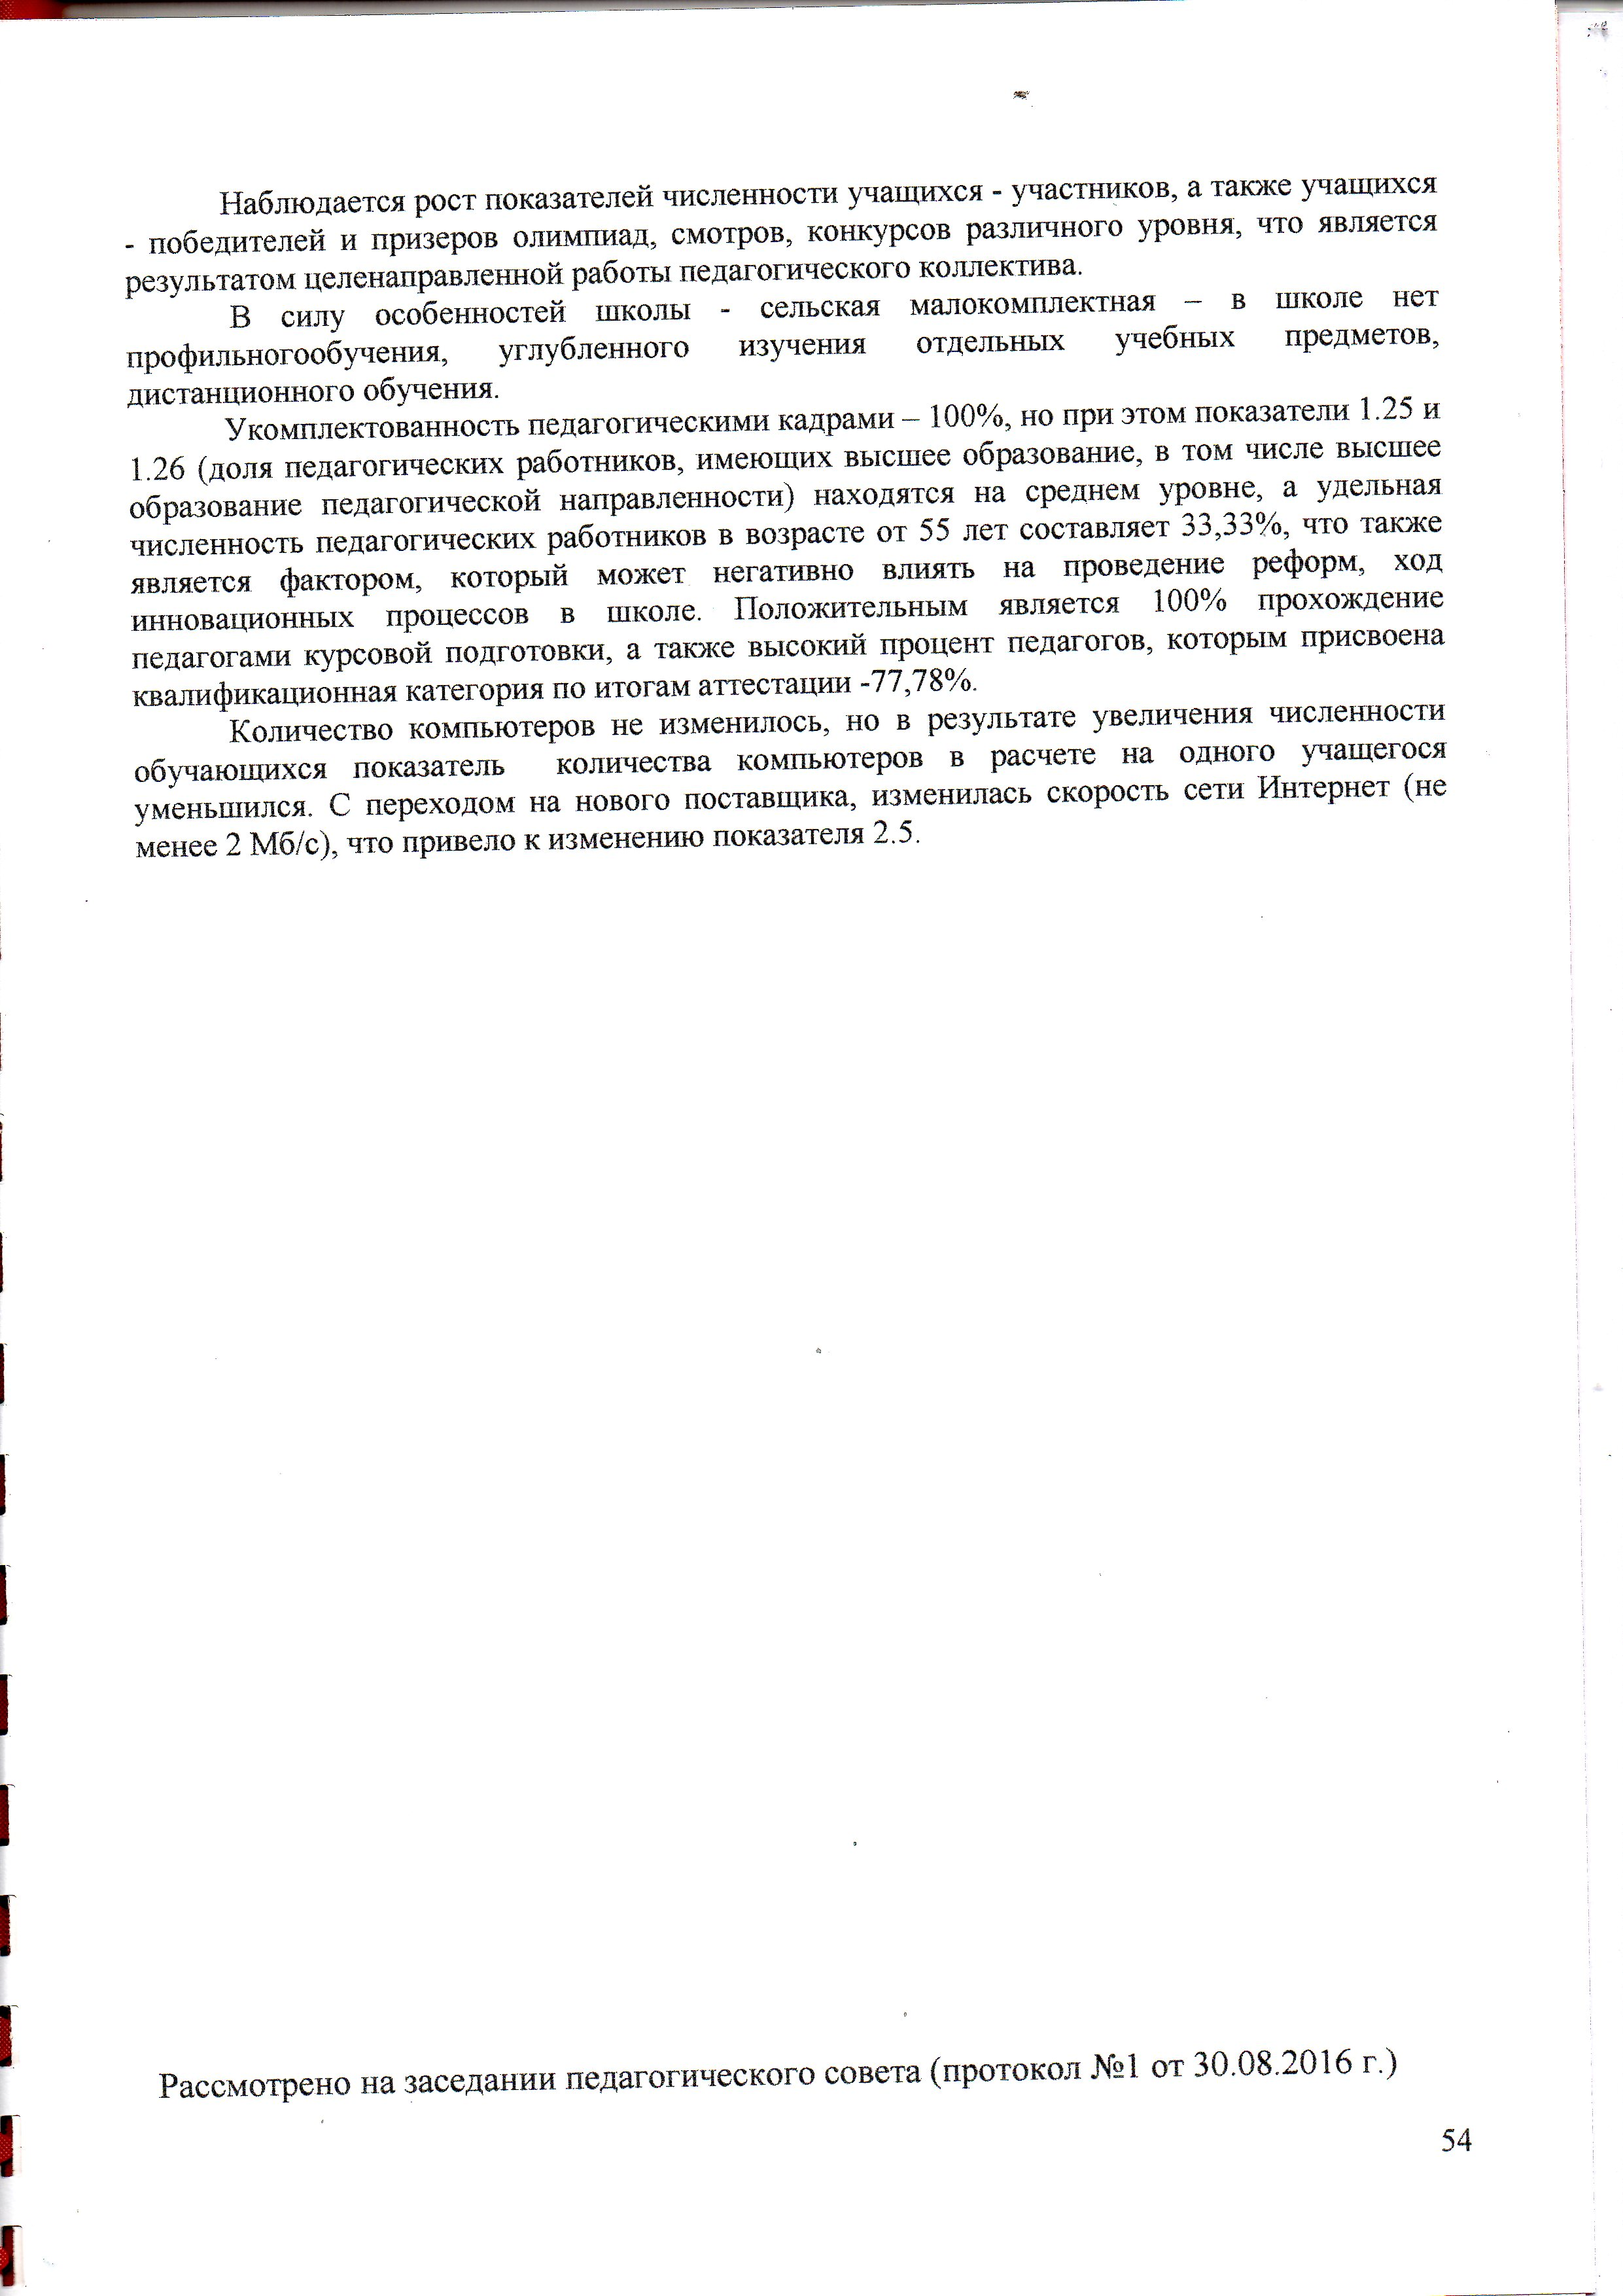 Наблюдается рост показателей численности учащихся - участников, а также учащихся
- победителей и призеров олимпиад, смотров, конкурсов различного уровня, что является
результатом целенаправленной работы педагогического коллектива.
В силу особенностей школы - сельская малокомплектная – в школе нет
профильногообучения, углубленного изучения отдельных учебных предметов,
дистанционного обучения.
Укомплектованность педагогическими кадрами – 100%, но при этом показатели 1.25 и
1.26 (доля педагогических работников, имеющих высшее образование, в том числе высшее
образование педагогической направленности) находятся на среднем уровне, а удельная
численность педагогических работников в возрасте от 55 лет составляет 33,33%, что также
является фактором, который может негативно влиять на проведение реформ, ход
инновационных процессов в школе. Положительным является 100% прохождение
педагогами курсовой подготовки, а также высокий процент педагогов, которым присвоена
квалификационная категория по итогам аттестации -77,78%.
Количество компьютеров не изменилось, но в результате увеличения численности
обучающихся показатель количества компьютеров в расчете на одного учащегося
уменьшился. С переходом на нового поставщика, изменилась скорость сети Интернет (не
менее 2 Мб/с), что привело к изменению показателя 2.5.
Рассмотрено на заседании педагогического совета (протокол №1 от 30.08.2016 г.)
54